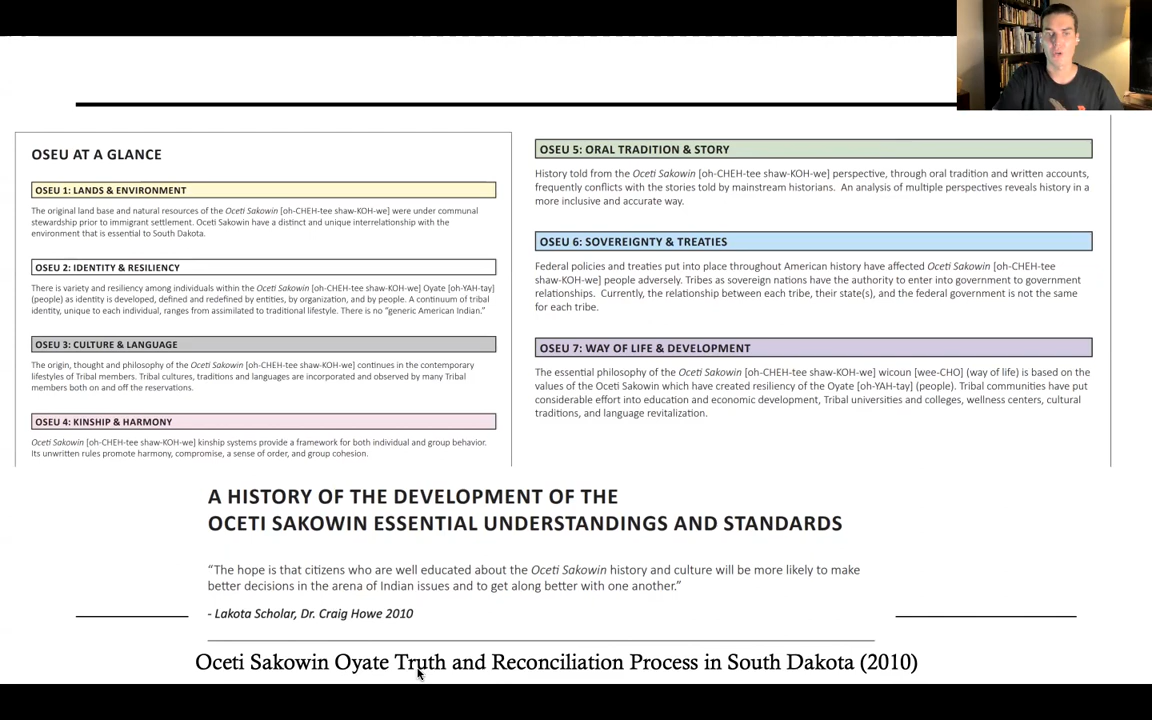 OSEU AT A GLANCE
OSEU 1: LANDS & ENVIRONMENT
The original land base and natural resources of the Oceti Sakowin [oh-CHEH-tee shaw-KOH-we] were under communal
stewardship prior to immigrant settlement. Oceti Sakowin have a distinct and unique interrelationship with the
environment that is essential to South Dakota.
OSEU 2: IDENTITY & RESILIENCY
There is variety and resiliency among individuals within the Oceti Sakowin [oh-CHEH-tee shaw-KOH-we] Oyate [oh-YAH-tay]
(people) as identity is developed, defined and redefined by entities, by organization, and by people. A continuum of tribal
identity, unique to each individual, ranges from assimilated to traditional lifestyle. There is no “generic American Indian.”
OSEU 3: CULTURE & LANGUAGE
The origin, thought and philosophy of the Oceti Sakowin [oh-CHEH-tee shaw-KOH-we] continues in the contemporary
lifestyles of Tribal members. Tribal cultures, traditions and languages are incorporated and observed by many Tribal
members both on and off the reservations.
OSEU 4: KINSHIP & HARMONY
Oceti Sakowin [oh-CHEH-tee shaw-KOH-we] kinship systems provide a framework for both individual and group behavior.
Its unwritten rules promote harmony, compromise, a sense of order, and group cohesion.
OSEU 5: ORAL TRADITION & STORY
History told from the Oceti Sakowin [oh-CHEH-tee shaw-KOH-we] perspective, through oral tradition and written accounts,
frequently conflicts with the stories told by mainstream historians. An analysis of multiple perspectives reveals history in a
more inclusive and accurate way.
OSEU 6: SOVEREIGNTY & TREATIES
Federal policies and treaties put into place throughout American history have affected Oceti Sakowin [oh-CHEH-tee
shaw-KOH-we] people adversely. Tribes as sovereign nations have the authority to enter into government to government
relationships. Currently, the relationship between each tribe, their state(s), and the federal government is not the same
for each tribe.
OSEU 7: WAY OF LIFE & DEVELOPMENT
The essential philosophy of the Oceti Sakowin [oh-CHEH-tee shaw-KOH-we] wicoun [wee-CHO] (way of life) is based on the
values of the Oceti Sakowin which have created resiliency of the Oyate [oh-YAH-tay] (people). Tribal communities have put
considerable effort into education and economic development, Tribal universities and colleges, wellness centers, cultural
traditions, and language revitalization.
A HISTORY OF THE DEVELOPMENT OF THE
OCETI SAKOWIN ESSENTIAL UNDERSTANDINGS AND STANDARDS
“The hope is that citizens who are well educated about the Oceti Sakowin history and culture will be more likely to make
better decisions in the arena of Indian issues and to get along better with one another.”
- Lakota Scholar, Dr. Craig Howe 2010
Oceti Sakowin Oyate Truth and Reconciliation Process in South Dakota (2010)